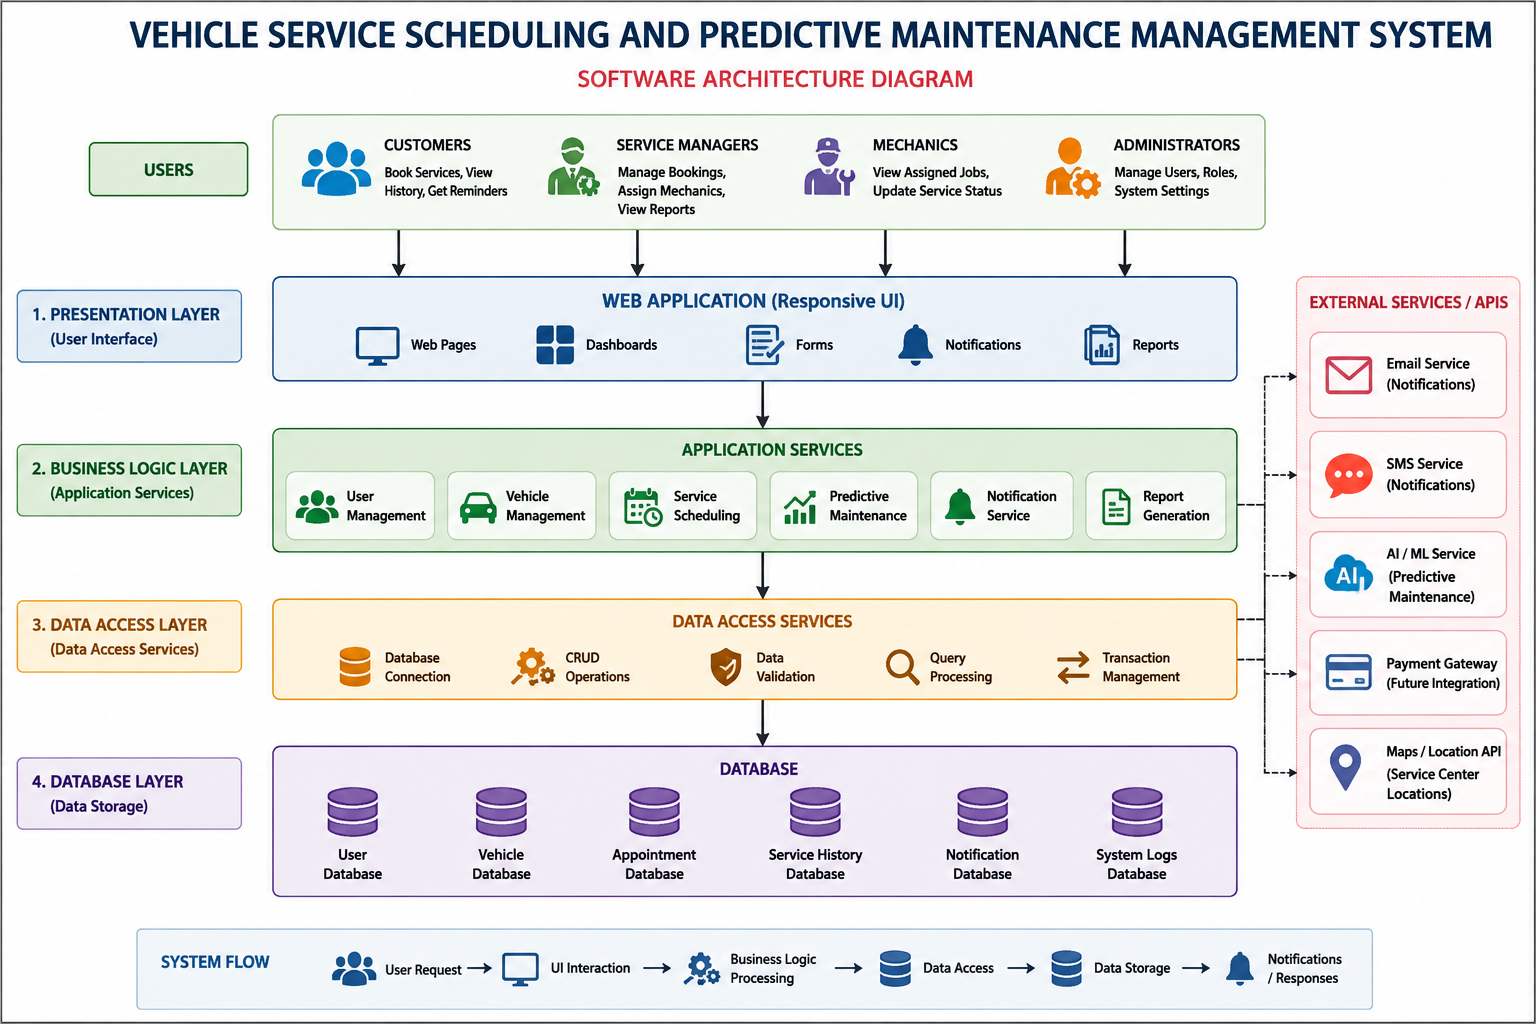 VEHICLE SERVICE SCHEDULING AND PREDICTIVE MAINTENANCE MANAGEMENT SYSTEM
SOFTWARE ARCHITECTURE DIAGRAM
USERS
CUSTOMERS
Book Services, View
History, Get Reminders
SERVICE MANAGERS
Manage Bookings,
Assign Mechanics,
View Reports
MECHANICS
View Assigned Jobs,
Update Service Status
ADMINISTRATORS
Manage Users, Roles,
System Settings
1. PRESENTATION LAYER
(User Interface)
WEB APPLICATION (Responsive UI)
Web Pages
Dashboards
Forms
Notifications
Reports
2. BUSINESS LOGIC LAYER
(Application Services)
APPLICATION SERVICES
User
Management
Vehicle
Management
Service
Scheduling
Predictive
Maintenance
Notification
Service
Report
Generation
3. DATA ACCESS LAYER
(Data Access Services)
DATA ACCESS SERVICES
Database
Connection
CRUD
Operations
Data
Validation
Query
Processing
Transaction
Management
4. DATABASE LAYER
(Data Storage)
DATABASE
User
Database
Vehicle
Database
Appointment
Database
Service History
Database
Notification
Database
System Logs
Database
EXTERNAL SERVICES / APIS
Email Service
(Notifications)
SMS Service
(Notifications)
AI
AI / ML Service
(Predictive
Maintenance)
Payment Gateway
(Future Integration)
Maps / Location API
(Service Center
Locations)
SYSTEM FLOW
User Request
UI Interaction
Business Logic
Processing
Data Access
Data Storage
Notifications
/ Responses